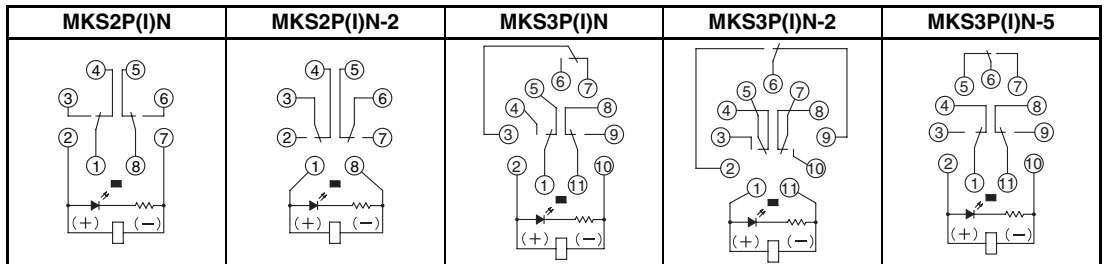 MKS2P(I)N MKS2P(I)N-2 MKS3P(I)N MKS3P(I)N-2 MKS3P(I)N-5
4 5 3 6 2 7 1 8 (+) (−)
4 5 3 6 2 7 1 8 (+) (−)
6 7 5 4 8 3 9 2 10 1 11 (+) (−)
6 5 7 4 8 3 9 2 10 1 11 (+) (−)
5 6 7 4 8 3 9 2 10 1 11 (+) (−)